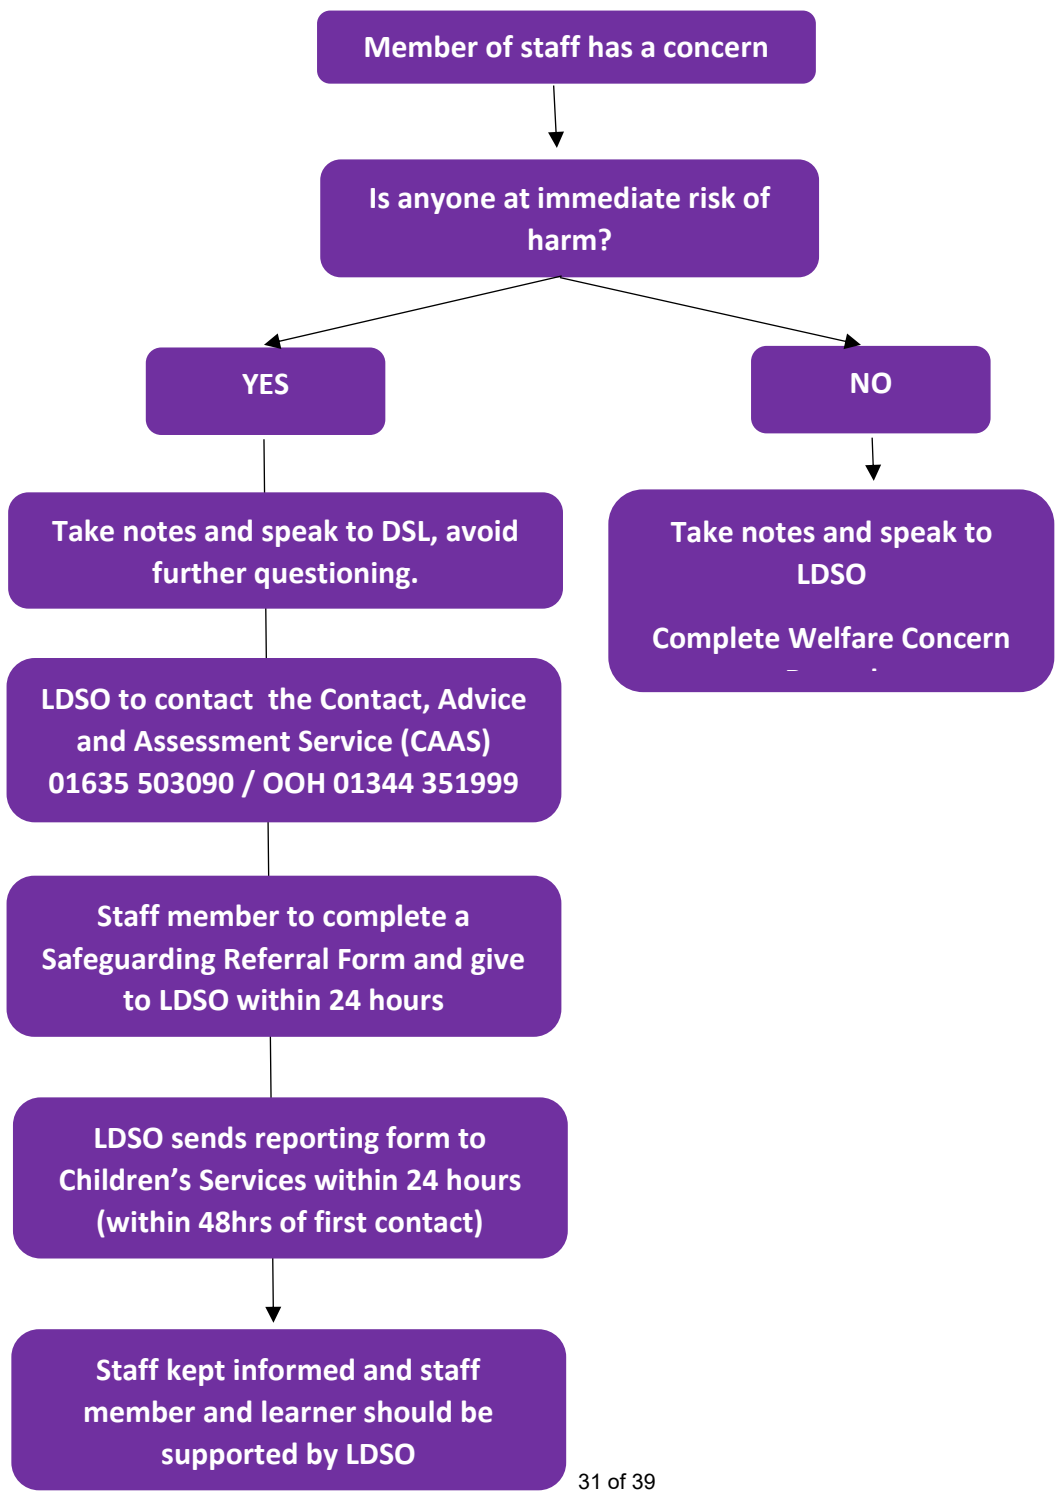 Member of staff has a concern
Is anyone at immediate risk of
harm?
YES
NO
Take notes and speak to DSL, avoid
further questioning.
Take notes and speak to
LDSO
Complete Welfare Concern
LDSO to contact  the Contact, Advice
and Assessment Service (CAAS)
01635 503090 / OOH 01344 351999
Staff member to complete a
Safeguarding Referral Form and give
to LDSO within 24 hours
LDSO sends reporting form to
Children’s Services within 24 hours
(within 48hrs of first contact)
Staff kept informed and staff
member and learner should be
supported by LDSO
31 of 39